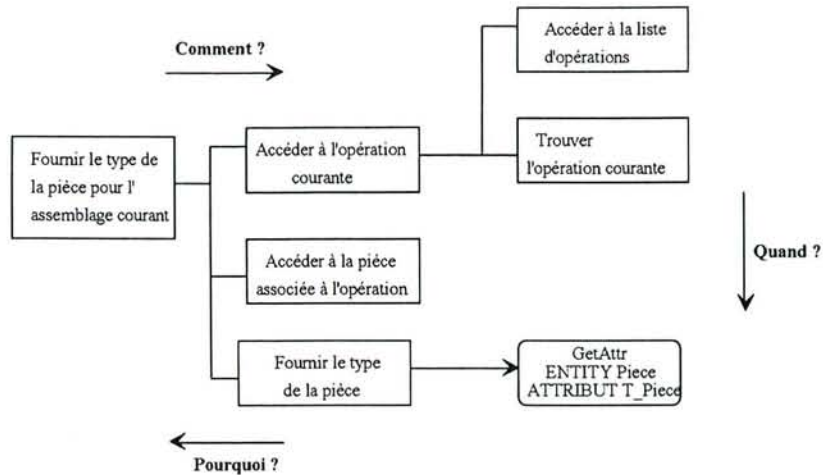 Comment ?
Accéder à la liste
d'opérations
Fournir le type de
la pièce pour l'
assemblage courant
Accéder à l'opération
courante
Trouver
l'opération courante
Quand ?
Accéder à la pièce
associée à l'opération
Fournir le type
de la pièce
GetAttr
ENTITY Piece
ATTRIBUT T_Piece
Pourquoi ?